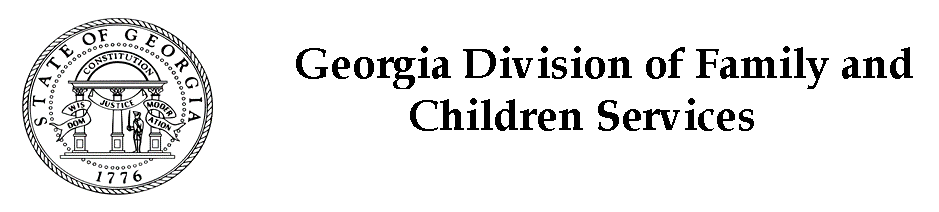 STATE OF GEORGIA
CONSTITUTION
WIS
DOM
JUSTICE
MODER
ATION
1776
Georgia Division of Family and
Children Services